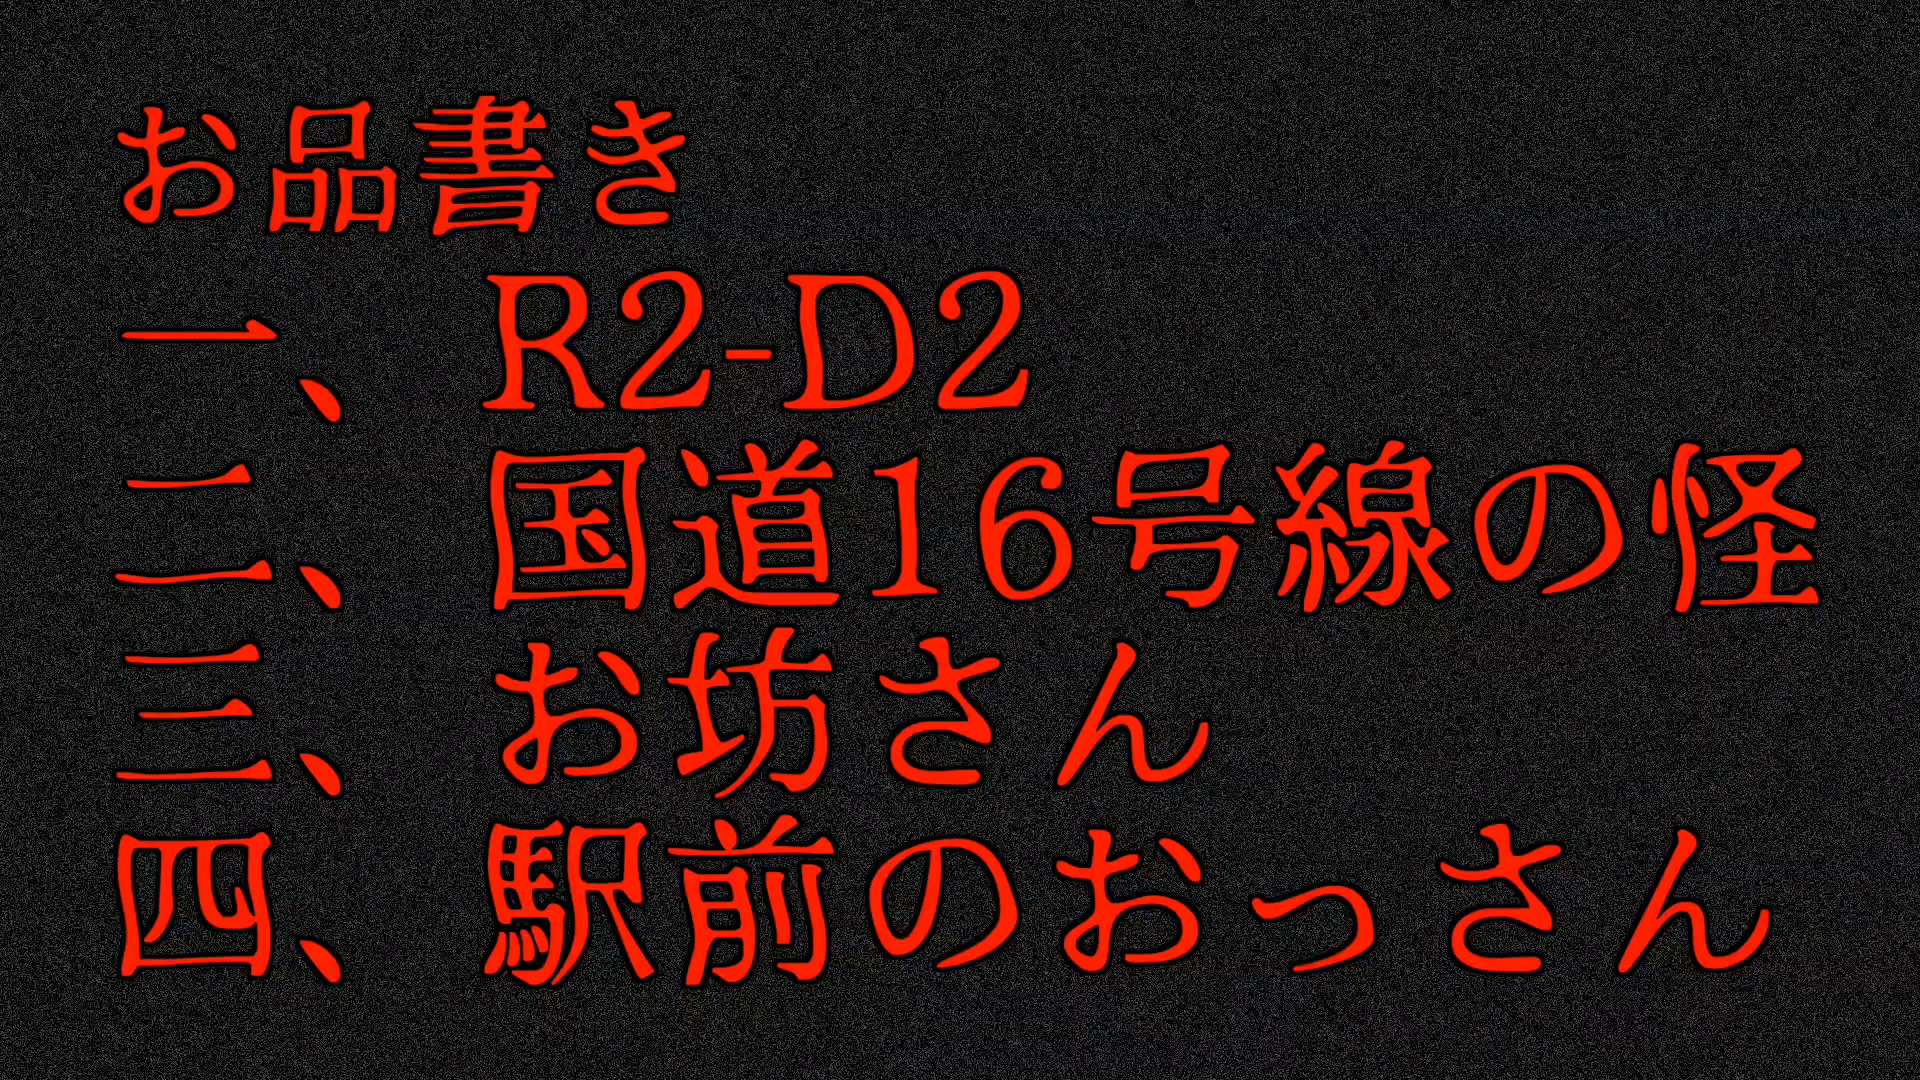 お品書き
一、 R2-D2
二、 国道16号線の怪
三、 お坊さん
四、 駅前のおっさん